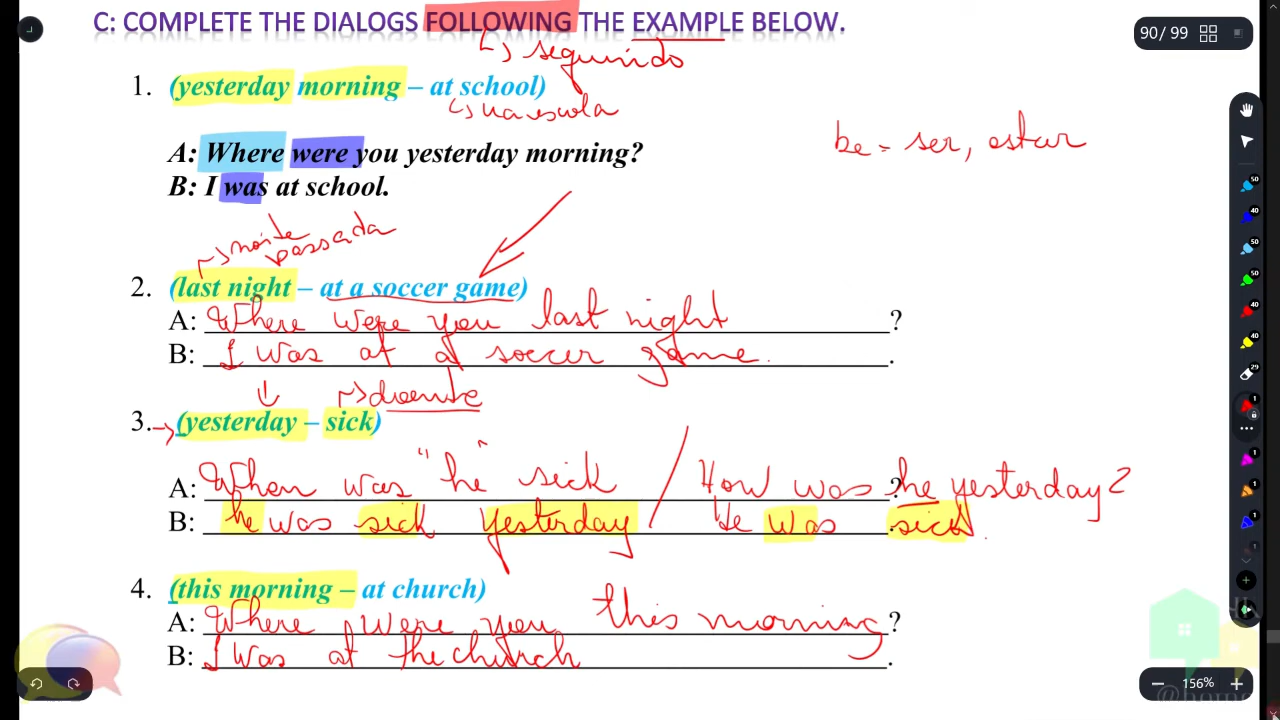 C: COMPLETE THE DIALOGS FOLLOWING THE EXAMPLE BELOW.
↳ seguindo
90/ 99
1. (yesterday morning – at school)
↳ na escola
A: Where were you yesterday morning?
be = ser, estar
B: I was at school.
↳ noite passada
2. (last night – at a soccer game)
A: Where were you last night?
B: I was at a soccer game.
↳ doente
3. (yesterday – sick)
A: When was "he" sick / How was he yesterday?
B: he was sick yesterday / He was sick.
4. (this morning – at church)
A: Where were you this morning?
B: I was at the church.
156%
@home